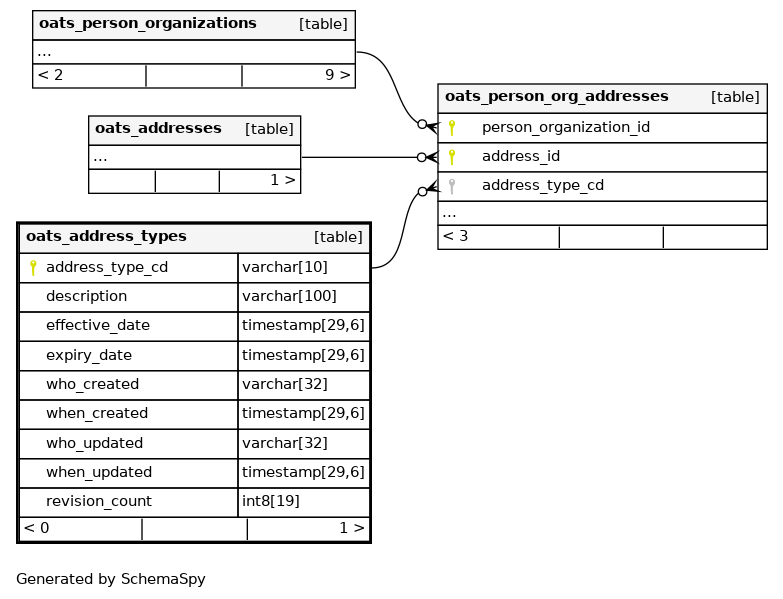 oats_person_organizations [table]
...
< 2 9 >
oats_addresses [table]
...
1 >
oats_address_types [table]
address_type_cd varchar[10]
description varchar[100]
effective_date timestamp[29,6]
expiry_date timestamp[29,6]
who_created varchar[32]
when_created timestamp[29,6]
who_updated varchar[32]
when_updated timestamp[29,6]
revision_count int8[19]
< 0 1 >
oats_person_org_addresses [table]
person_organization_id
address_id
address_type_cd
...
< 3
Generated by SchemaSpy